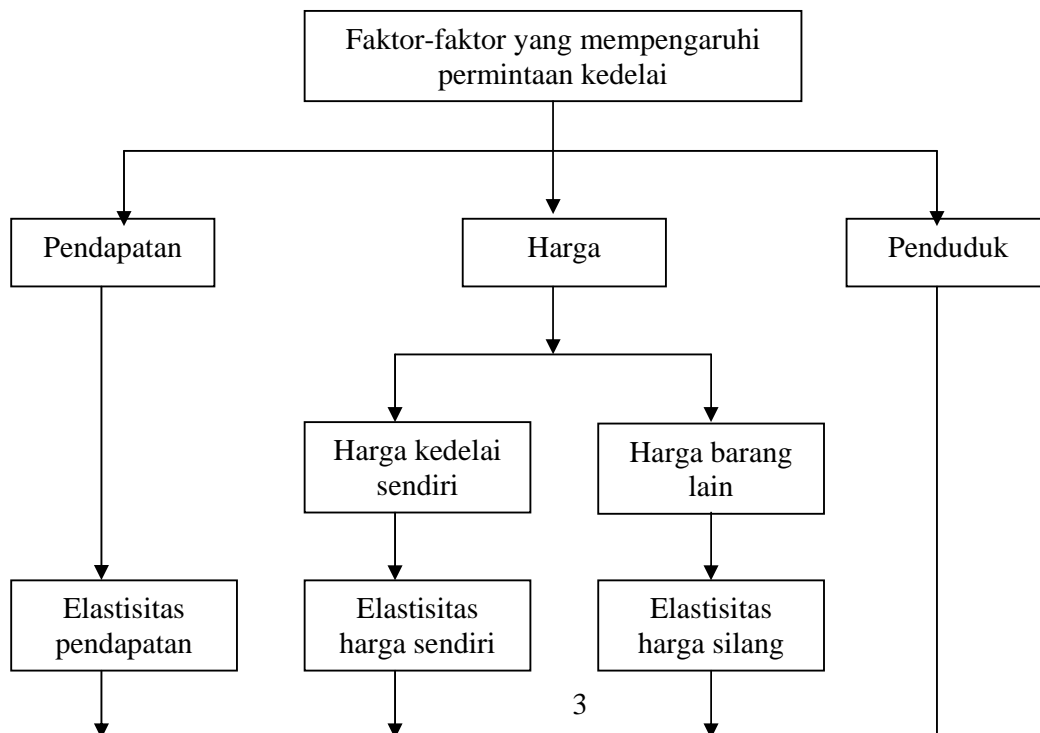 Faktor-faktor yang mempengaruhi
permintaan kedelai
Pendapatan
Harga
Penduduk
Harga kedelai
sendiri
Harga barang
lain
Elastisitas
pendapatan
Elastisitas
harga sendiri
Elastisitas
harga silang
3